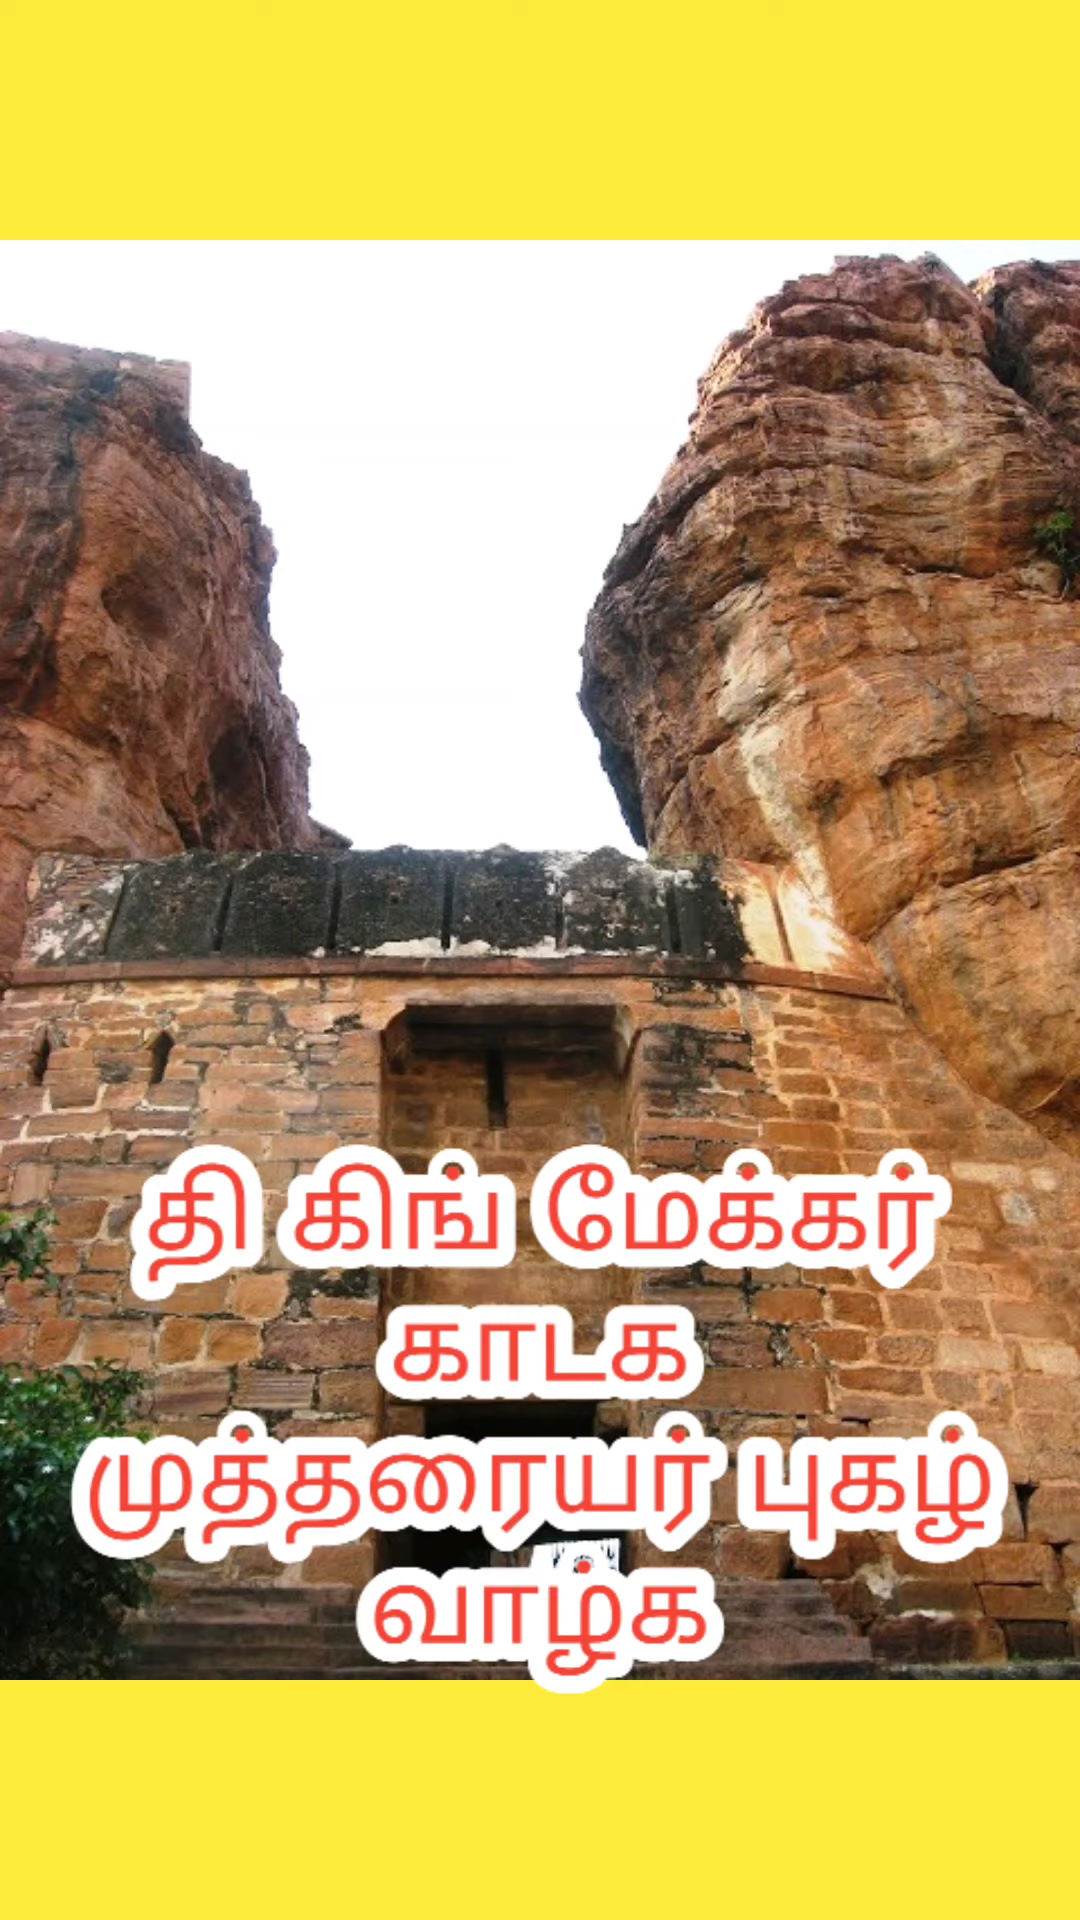 தி கிங் மேக்கர்
காடக
முத்தரையர் புகழ்
வாழ்க